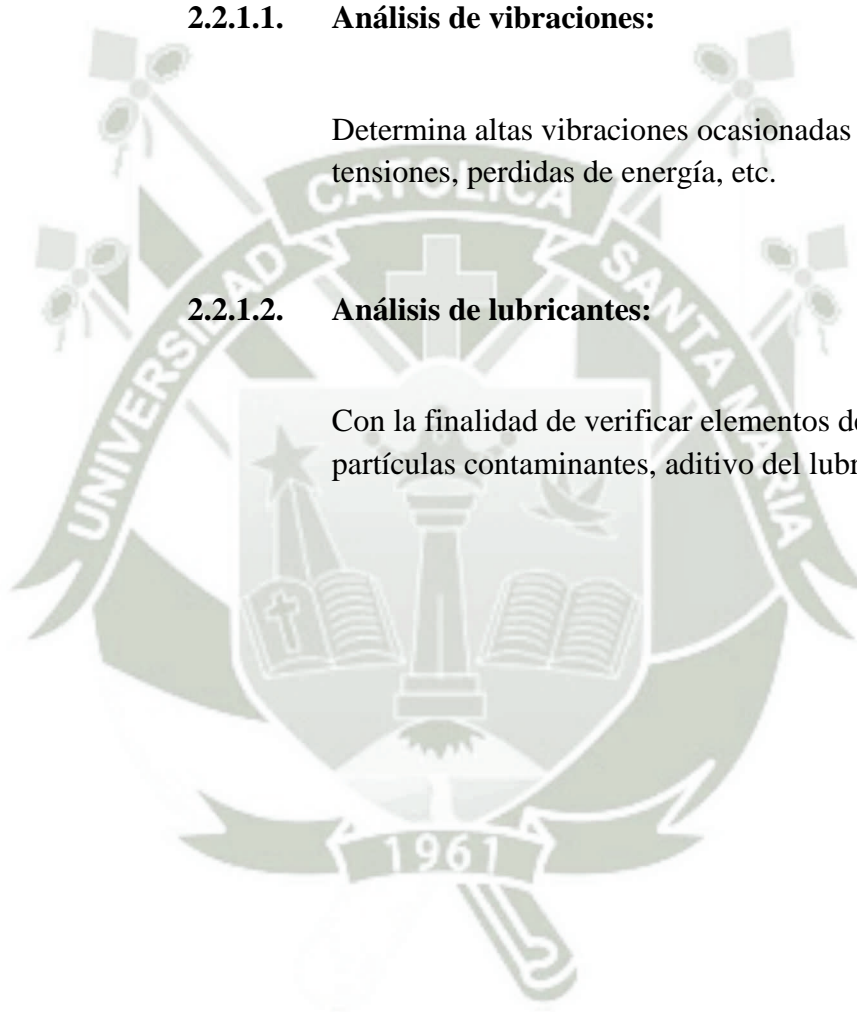 2.2.1.1. Análisis de vibraciones:
Determina altas vibraciones ocasionadas
tensiones, perdidas de energía, etc.
2.2.1.2. Análisis de lubricantes:
Con la finalidad de verificar elementos de
partículas contaminantes, aditivo del
UNIVERSIDAD CATOLICA SANTA MARIA
1961